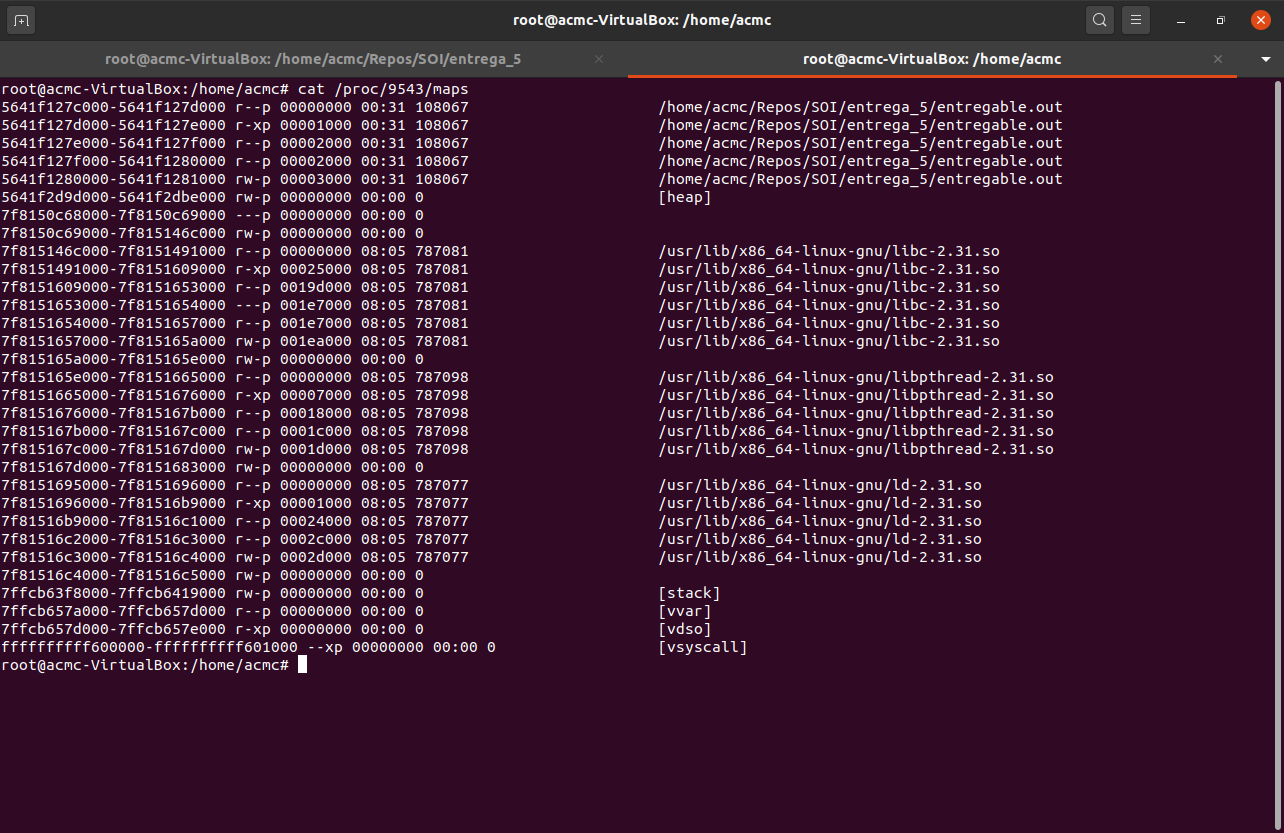 root@acmc-VirtualBox: /home/acmc
root@acmc-VirtualBox: /home/acmc/Repos/SOI/entrega_5 × root@acmc-VirtualBox: /home/acmc ×
root@acmc-VirtualBox:/home/acmc# cat /proc/9543/maps
5641f127c000-5641f127d000 r--p 00000000 00:31 108067 /home/acmc/Repos/SOI/entrega_5/entregable.out
5641f127d000-5641f127e000 r-xp 00001000 00:31 108067 /home/acmc/Repos/SOI/entrega_5/entregable.out
5641f127e000-5641f127f000 r--p 00002000 00:31 108067 /home/acmc/Repos/SOI/entrega_5/entregable.out
5641f127f000-5641f1280000 r--p 00002000 00:31 108067 /home/acmc/Repos/SOI/entrega_5/entregable.out
5641f1280000-5641f1281000 rw-p 00003000 00:31 108067 /home/acmc/Repos/SOI/entrega_5/entregable.out
5641f2d9d000-5641f2dbe000 rw-p 00000000 00:00 0 [heap]
7f8150c68000-7f8150c69000 ---p 00000000 00:00 0
7f8150c69000-7f815146c000 rw-p 00000000 00:00 0
7f815146c000-7f8151491000 r--p 00000000 08:05 787081 /usr/lib/x86_64-linux-gnu/libc-2.31.so
7f8151491000-7f8151609000 r-xp 00025000 08:05 787081 /usr/lib/x86_64-linux-gnu/libc-2.31.so
7f8151609000-7f8151653000 r--p 0019d000 08:05 787081 /usr/lib/x86_64-linux-gnu/libc-2.31.so
7f8151653000-7f8151654000 ---p 001e7000 08:05 787081 /usr/lib/x86_64-linux-gnu/libc-2.31.so
7f8151654000-7f8151657000 r--p 001e7000 08:05 787081 /usr/lib/x86_64-linux-gnu/libc-2.31.so
7f8151657000-7f815165a000 rw-p 001ea000 08:05 787081 /usr/lib/x86_64-linux-gnu/libc-2.31.so
7f815165a000-7f815165e000 rw-p 00000000 00:00 0
7f815165e000-7f8151665000 r--p 00000000 08:05 787098 /usr/lib/x86_64-linux-gnu/libpthread-2.31.so
7f8151665000-7f8151676000 r-xp 00007000 08:05 787098 /usr/lib/x86_64-linux-gnu/libpthread-2.31.so
7f8151676000-7f815167b000 r--p 00018000 08:05 787098 /usr/lib/x86_64-linux-gnu/libpthread-2.31.so
7f815167b000-7f815167c000 r--p 0001c000 08:05 787098 /usr/lib/x86_64-linux-gnu/libpthread-2.31.so
7f815167c000-7f815167d000 rw-p 0001d000 08:05 787098 /usr/lib/x86_64-linux-gnu/libpthread-2.31.so
7f815167d000-7f8151683000 rw-p 00000000 00:00 0
7f8151695000-7f8151696000 r--p 00000000 08:05 787077 /usr/lib/x86_64-linux-gnu/ld-2.31.so
7f8151696000-7f81516b9000 r-xp 00001000 08:05 787077 /usr/lib/x86_64-linux-gnu/ld-2.31.so
7f81516b9000-7f81516c1000 r--p 00024000 08:05 787077 /usr/lib/x86_64-linux-gnu/ld-2.31.so
7f81516c2000-7f81516c3000 r--p 0002c000 08:05 787077 /usr/lib/x86_64-linux-gnu/ld-2.31.so
7f81516c3000-7f81516c4000 rw-p 0002d000 08:05 787077 /usr/lib/x86_64-linux-gnu/ld-2.31.so
7f81516c4000-7f81516c5000 rw-p 00000000 00:00 0
7ffcb63f8000-7ffcb6419000 rw-p 00000000 00:00 0 [stack]
7ffcb657a000-7ffcb657d000 r--p 00000000 00:00 0 [vvar]
7ffcb657d000-7ffcb657e000 r-xp 00000000 00:00 0 [vdso]
ffffffffff600000-ffffffffff601000 --xp 00000000 00:00 0 [vsyscall]
root@acmc-VirtualBox:/home/acmc#